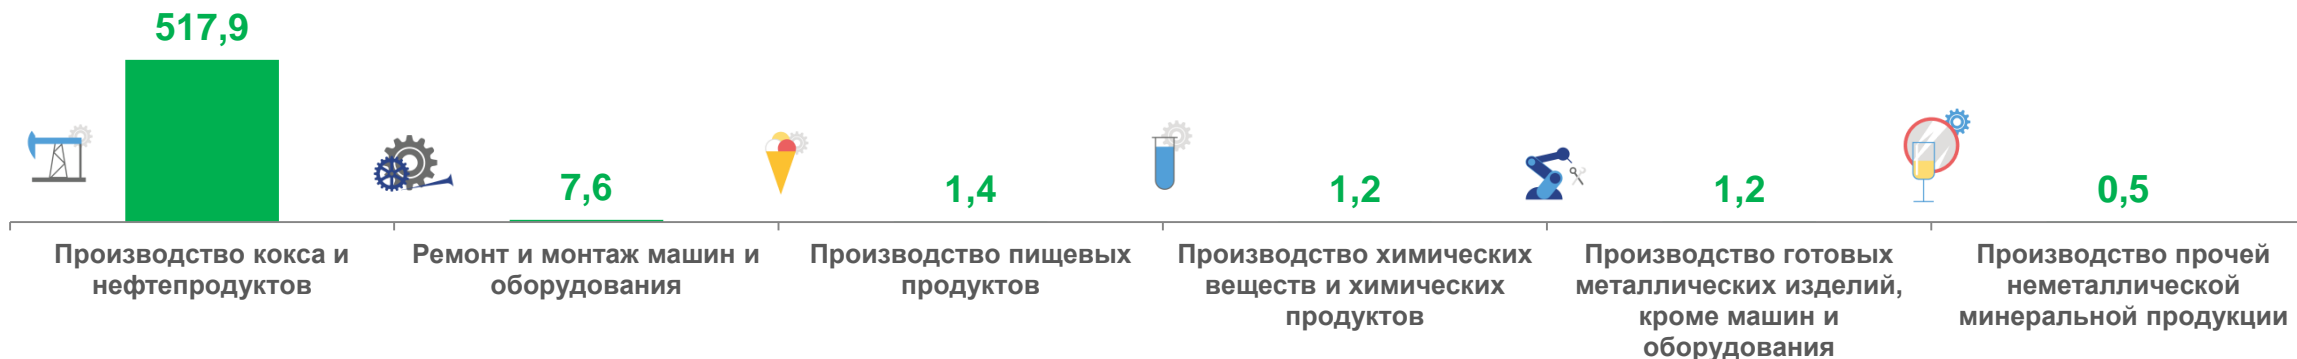 517,9
7,6
1,4
1,2
1,2
0,5
Производство кокса и
нефтепродуктов
Ремонт и монтаж машин и
оборудования
Производство пищевых
продуктов
Производство химических
веществ и химических
продуктов
Производство готовых
металлических изделий,
кроме машин и
оборудования
Производство прочей
неметаллической
минеральной продукции